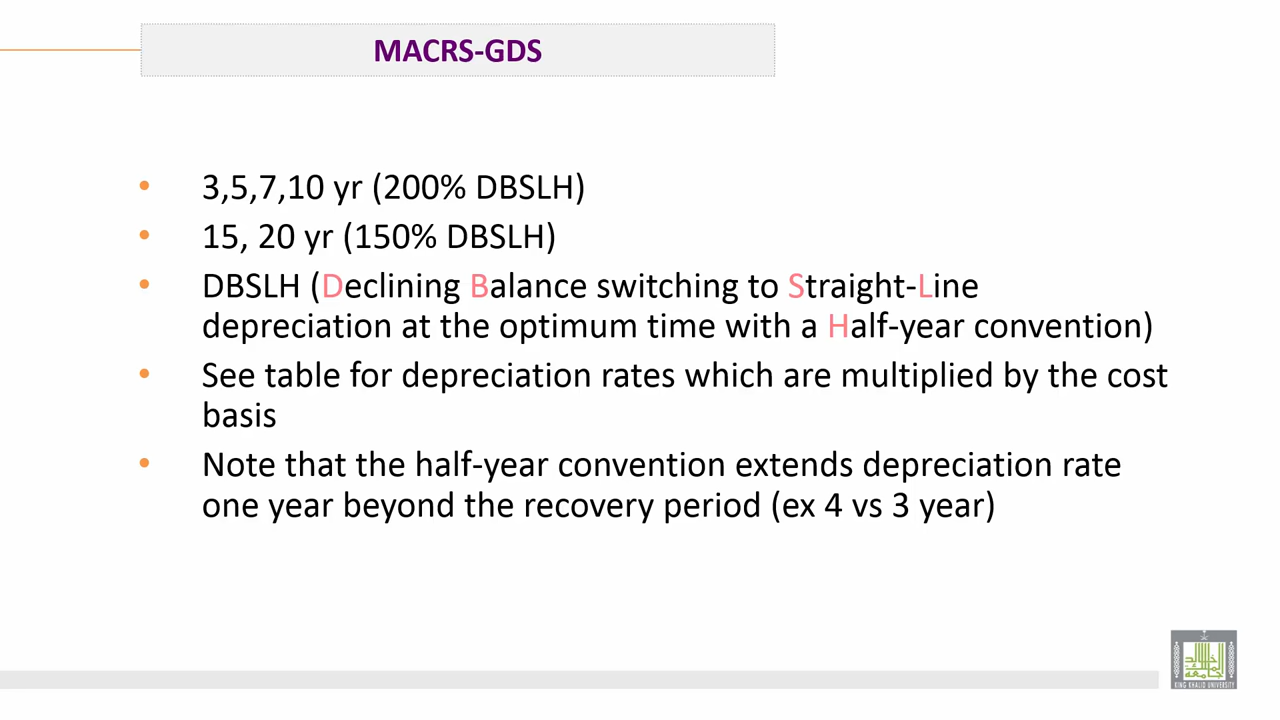 MACRS-GDS
• 3,5,7,10 yr (200% DBSLH)
• 15, 20 yr (150% DBSLH)
• DBSLH (Declining Balance switching to Straight-Line
depreciation at the optimum time with a Half-year convention)
• See table for depreciation rates which are multiplied by the cost
basis
• Note that the half-year convention extends depreciation rate
one year beyond the recovery period (ex 4 vs 3 year)
KING KHALID UNIVERSITY